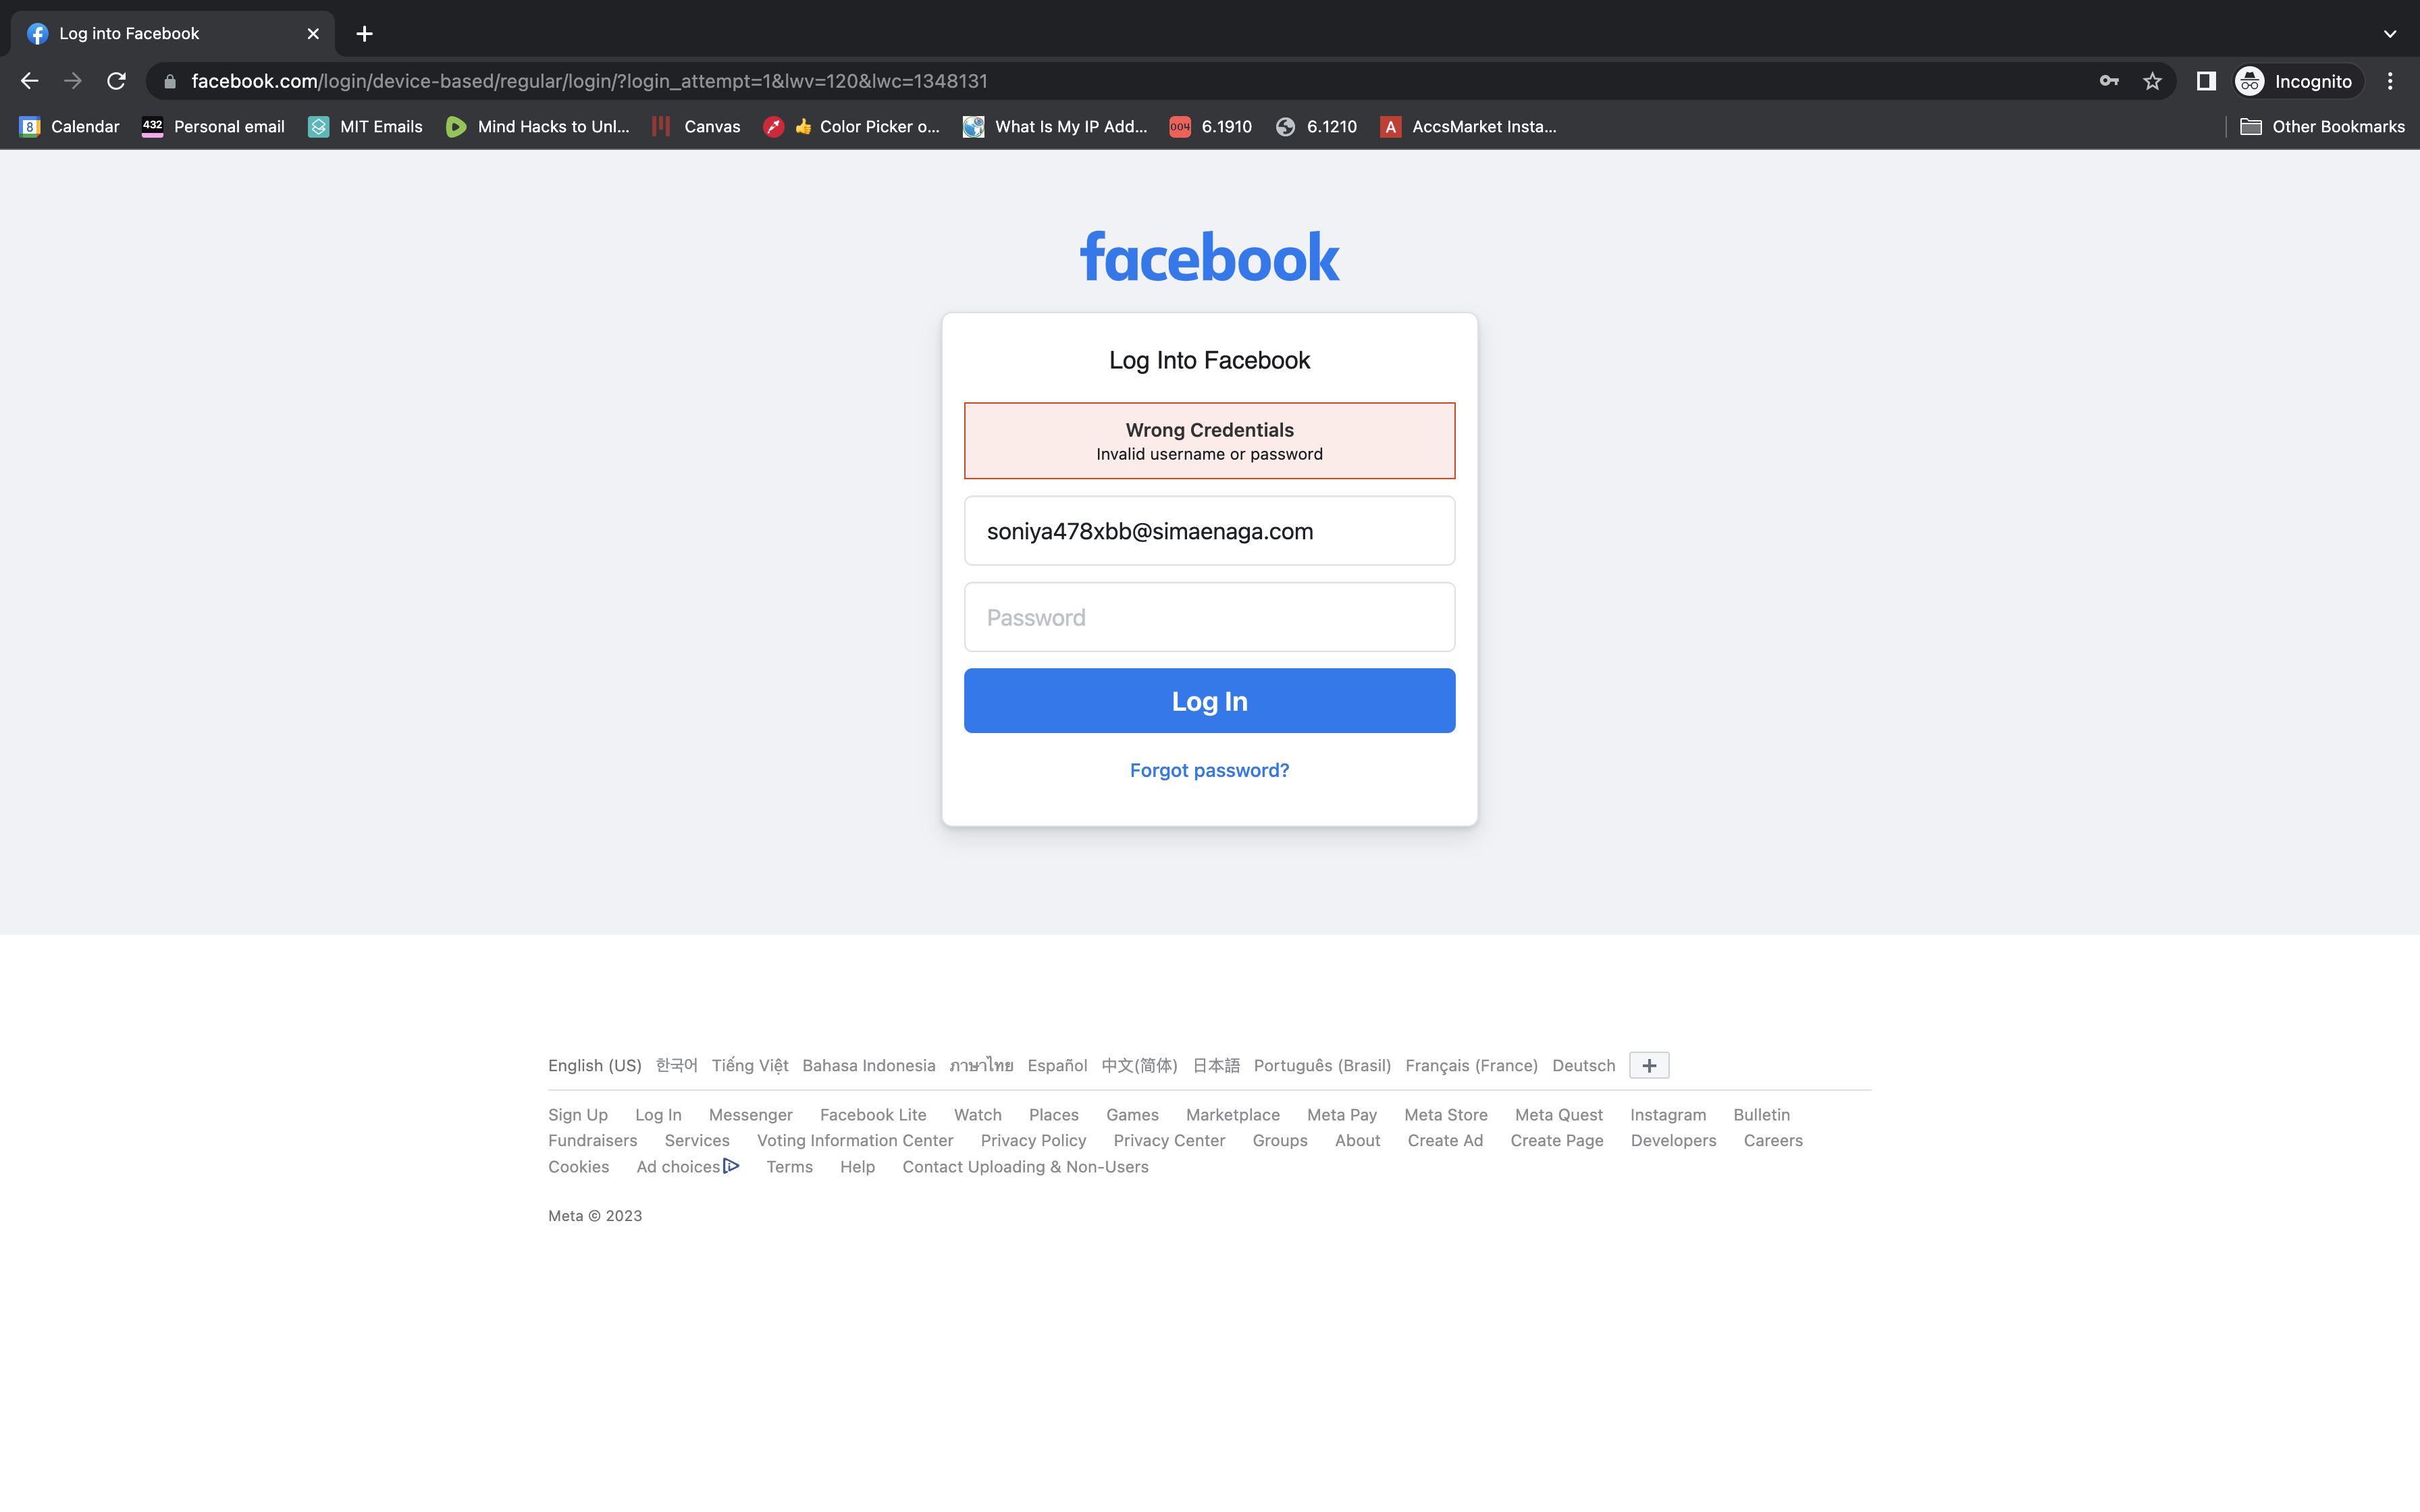 Log into Facebook
facebook.com/login/device-based/regular/login/?login_attempt=1&lwv=120&lwc=1348131
Incognito
8 Calendar 432 Personal email MIT Emails Mind Hacks to Unl... Canvas 👍 Color Picker o... What Is My IP Add... 004 6.1910 6.1210 A AccsMarket Insta... Other Bookmarks
facebook
Log Into Facebook
Wrong Credentials
Invalid username or password
soniya478xbb@simaenaga.com
Password
Log In
Forgot password?
English (US) 한국어 Tiếng Việt Bahasa Indonesia ภาษาไทย Español 中文(简体) 日本語 Português (Brasil) Français (France) Deutsch
Sign Up Log In Messenger Facebook Lite Watch Places Games Marketplace Meta Pay Meta Store Meta Quest Instagram Bulletin
Fundraisers Services Voting Information Center Privacy Policy Privacy Center Groups About Create Ad Create Page Developers Careers
Cookies Ad choices Terms Help Contact Uploading & Non-Users
Meta © 2023